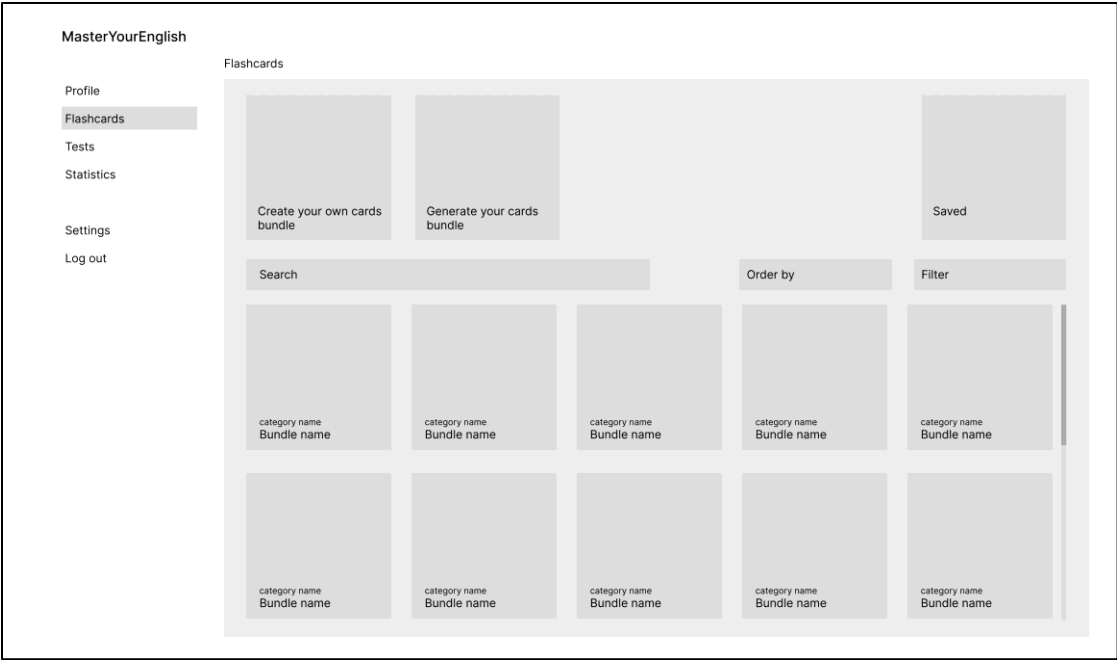 MasterYourEnglish
Flashcards
Profile
Flashcards
Tests
Statistics
Settings
Log out
Create your own cards
bundle
Generate your cards
bundle
Saved
Search
Order by
Filter
category name
Bundle name
category name
Bundle name
category name
Bundle name
category name
Bundle name
category name
Bundle name
category name
Bundle name
category name
Bundle name
category name
Bundle name
category name
Bundle name
category name
Bundle name